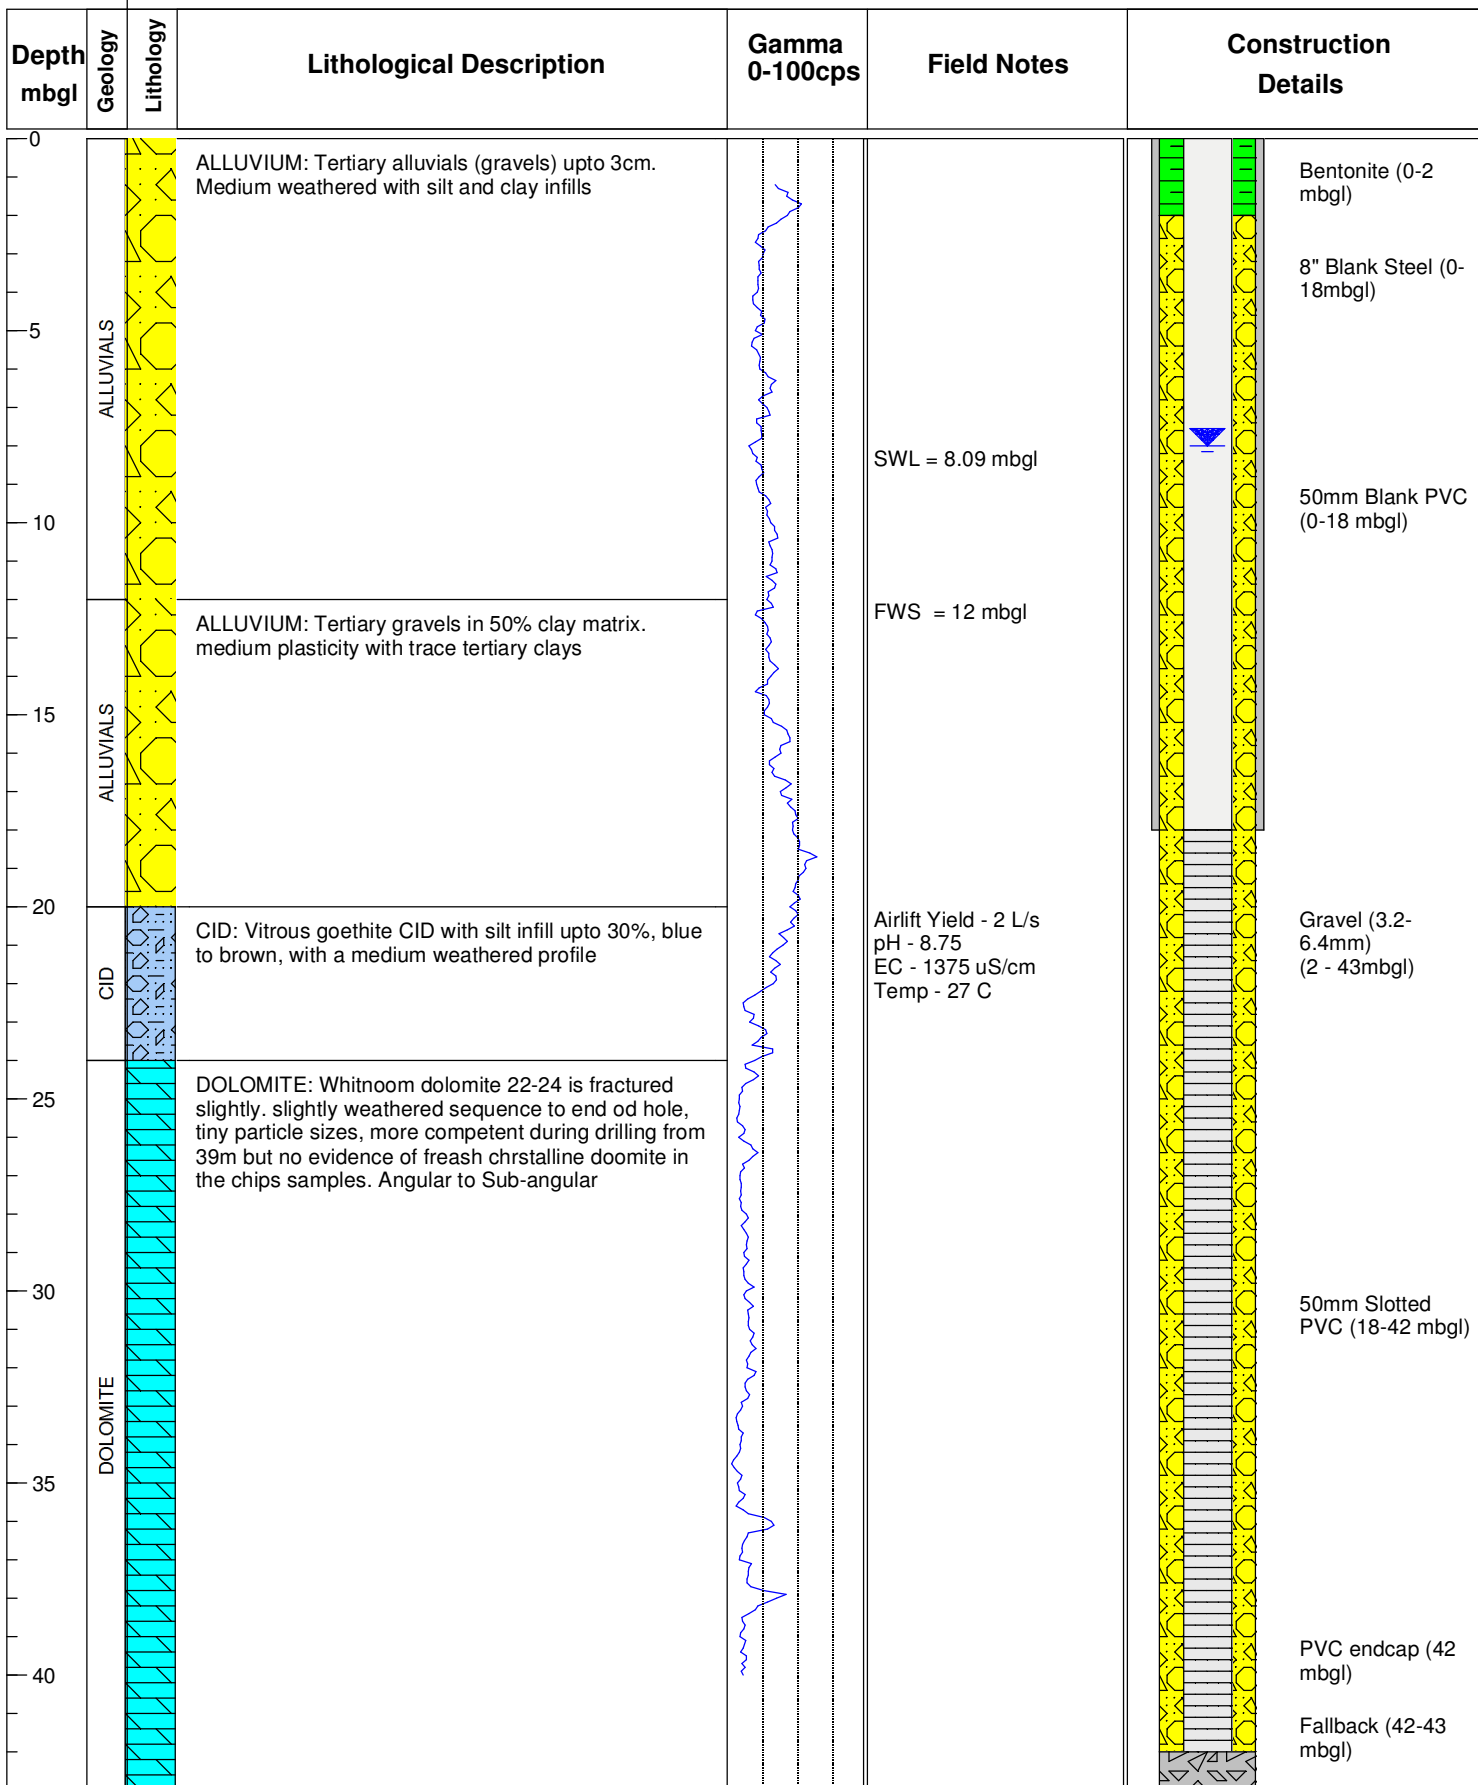 Depth
mbgl
Geology
Lithology
Lithological Description
Gamma
0-100cps
Field Notes
Construction
Details
0
ALLUVIUM: Tertiary alluvials (gravels) upto 3cm.
Medium weathered with silt and clay infills
Bentonite (0-2
mbgl)
8" Blank Steel (0-
18mbgl)
5
ALLUVIALS
SWL = 8.09 mbgl
50mm Blank PVC
(0-18 mbgl)
10
ALLUVIUM: Tertiary gravels in 50% clay matrix.
medium plasticity with trace tertiary clays
FWS = 12 mbgl
15
ALLUVIALS
20
CID: Vitrous goethite CID with silt infill upto 30%, blue
to brown, with a medium weathered profile
CID
Airlift Yield - 2 L/s
pH - 8.75
EC - 1375 uS/cm
Temp - 27 C
Gravel (3.2-
6.4mm)
(2 - 43mbgl)
25
DOLOMITE: Whitnoom dolomite 22-24 is fractured
slightly. slightly weathered sequence to end od hole,
tiny particle sizes, more competent during drilling from
39m but no evidence of freash chrstalline doomite in
the chips samples. Angular to Sub-angular
30
50mm Slotted
PVC (18-42 mbgl)
DOLOMITE
35
40
PVC endcap (42
mbgl)
Fallback (42-43
mbgl)